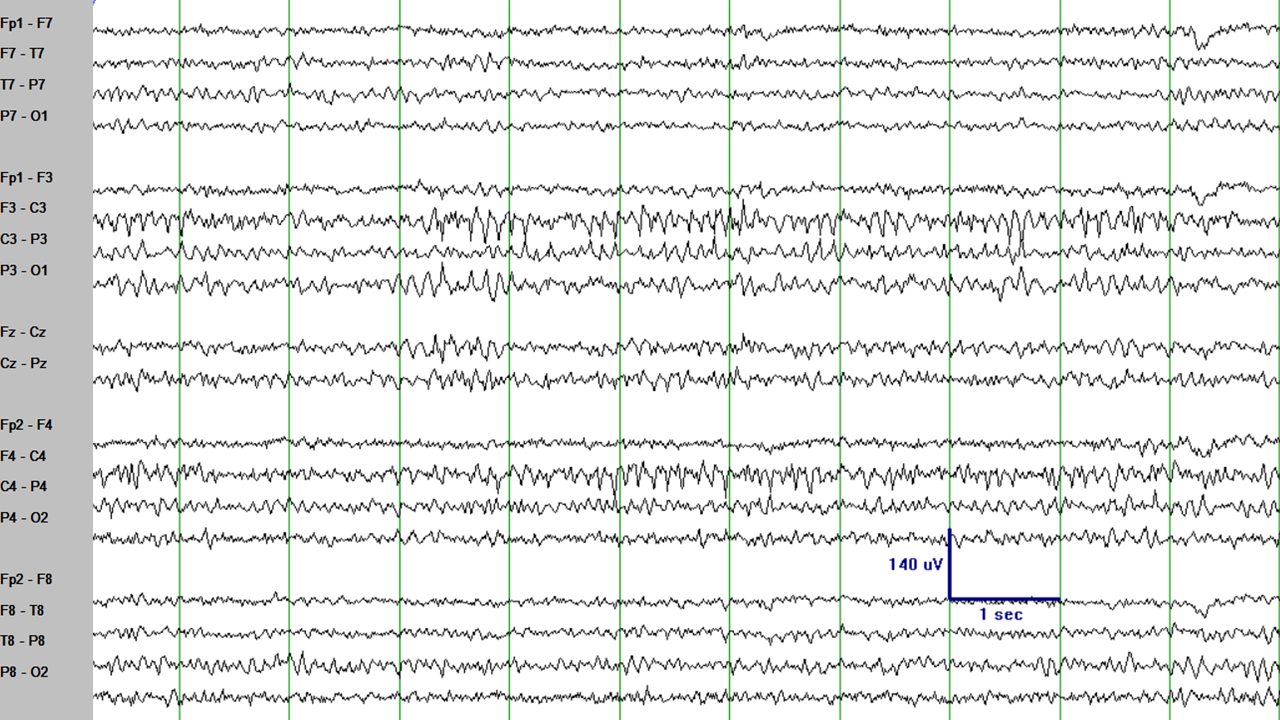 Fp1 - F7
F7 - T7
T7 - P7
P7 - O1
Fp1 - F3
F3 - C3
C3 - P3
P3 - O1
Fz - Cz
Cz - Pz
Fp2 - F4
F4 - C4
C4 - P4
P4 - O2
140 uV
Fp2 - F8
1 sec
F8 - T8
T8 - P8
P8 - O2